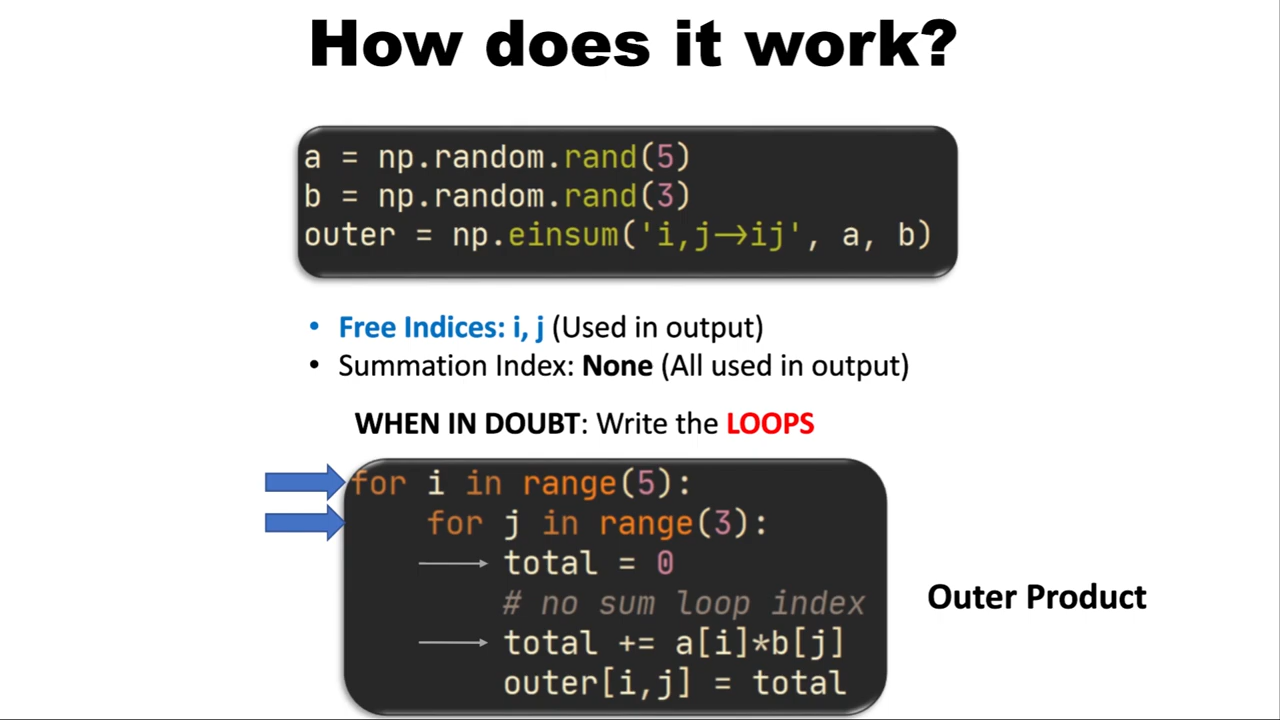 How does it work?
a = np.random.rand(5)
b = np.random.rand(3)
outer = np.einsum('i,j→ij', a, b)
• Free Indices: i, j (Used in output)
• Summation Index: None (All used in output)
WHEN IN DOUBT: Write the LOOPS
for i in range(5):
    for j in range(3):
        total = 0
        # no sum loop index
        total += a[i]*b[j]
        outer[i,j] = total
Outer Product